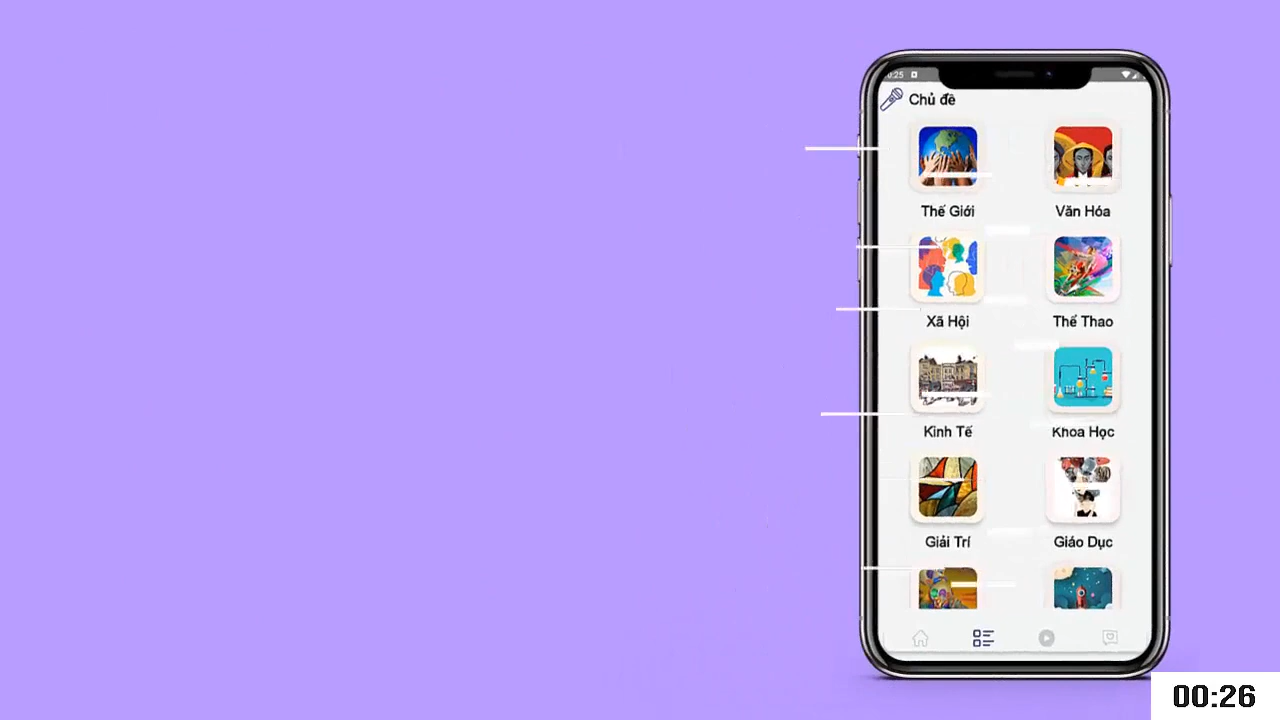 Chủ đề
Thế Giới
Văn Hóa
Xã Hội
Thể Thao
Kinh Tế
Khoa Học
Giải Trí
Giáo Dục
00:26